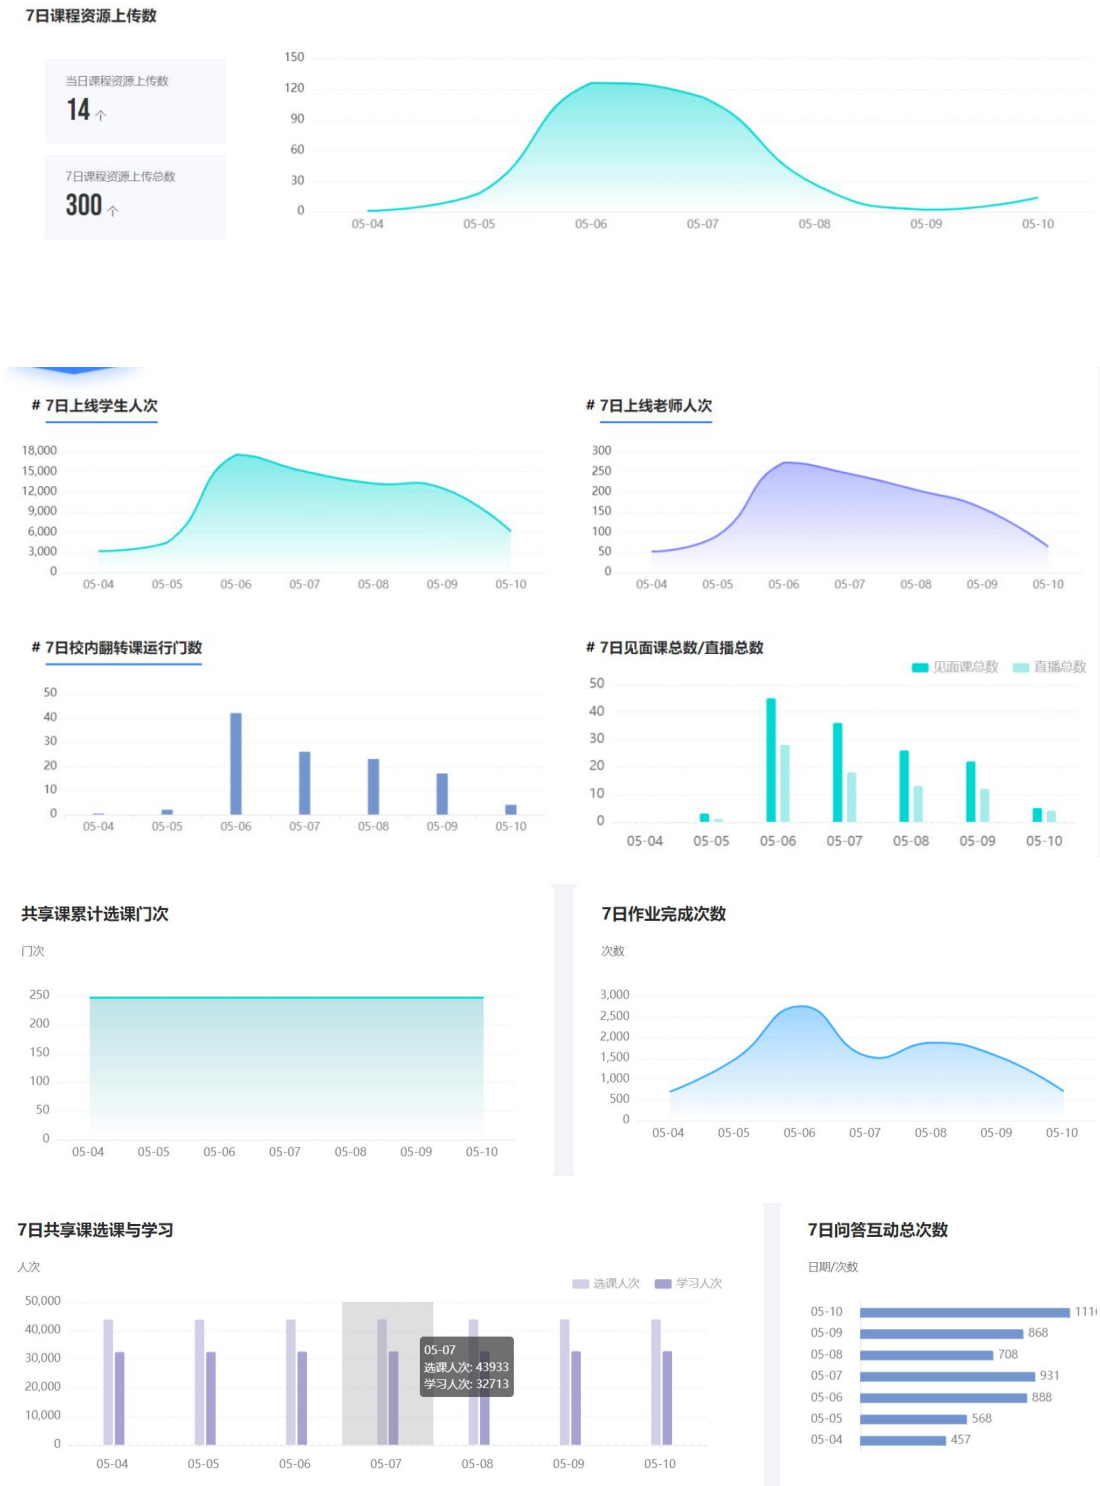 7日课程资源上传数
当日课程资源上传数
14 个
7日课程资源上传总数
300 个
150
120
90
60
30
0
05-04 05-05 05-06 05-07 05-08 05-09 05-10
# 7日上线学生人次
18,000
15,000
12,000
9,000
6,000
3,000
0
05-04 05-05 05-06 05-07 05-08 05-09 05-10
# 7日上线老师人次
300
250
200
150
100
50
0
05-04 05-05 05-06 05-07 05-08 05-09 05-10
# 7日校内翻转课运行门数
50
40
30
20
10
0
05-04 05-05 05-06 05-07 05-08 05-09 05-10
# 7日见面课总数/直播总数
见面课总数 直播总数
50
40
30
20
10
0
05-04 05-05 05-06 05-07 05-08 05-09 05-10
共享课累计选课门次
门次
250
200
150
100
50
0
05-04 05-05 05-06 05-07 05-08 05-09 05-10
7日作业完成次数
次数
3,000
2,500
2,000
1,500
1,000
500
0
05-04 05-05 05-06 05-07 05-08 05-09 05-10
7日共享课选课与学习
人次
选课人次 学习人次
50,000
40,000
30,000
20,000
10,000
0
05-07
选课人次: 43933
学习人次: 32713
05-04 05-05 05-06 05-07 05-08 05-09 05-10
7日问答互动总次数
日期/次数
05-10
05-09 868
05-08 708
05-07 931
05-06 888
05-05 568
05-04 457